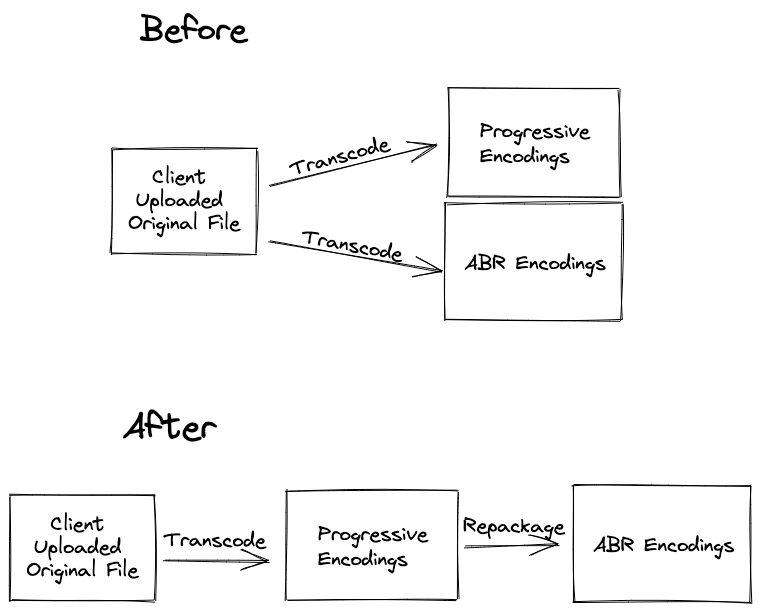 Before
Client
Uploaded
Original File
Transcode
Progressive
Encodings
Transcode
ABR Encodings
After
Client
Uploaded
Original File
Transcode
Progressive
Encodings
Repackage
ABR Encodings